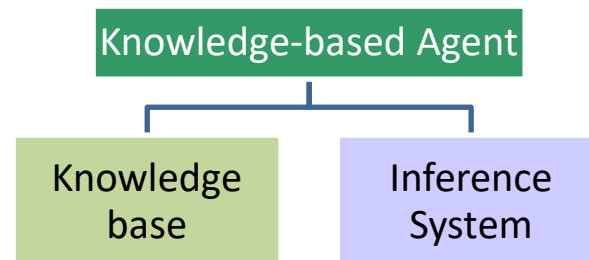 Knowledge-based Agent
Knowledge
base
Inference
System